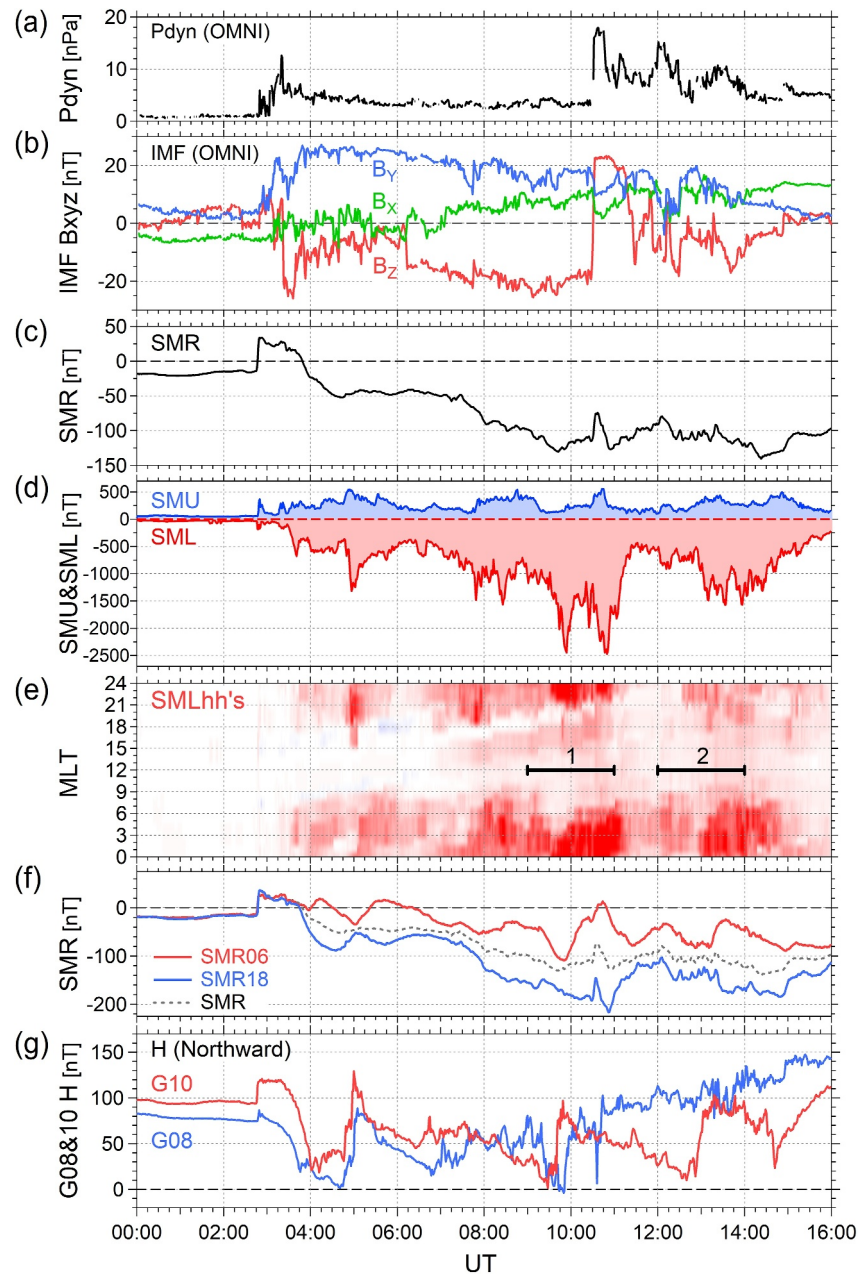 (a)
Pdyn [nPa]
20
10
0
Pdyn (OMNI)
(b)
IMF Bxyz [nT]
20
0
-20
IMF (OMNI)
BY
BX
BZ
(c)
SMR [nT]
50
0
-50
-100
-150
SMR
(d)
SMU&SML [nT]
500
0
-500
-1000
-1500
-2000
-2500
SMU
SML
(e)
MLT
24
21
18
15
12
9
6
3
0
SMLhh's
1
2
(f)
SMR [nT]
0
-100
-200
SMR06
SMR18
SMR
(g)
G08&10 H [nT]
150
100
50
0
H (Northward)
G10
G08
00:00 02:00 04:00 06:00 08:00 10:00 12:00 14:00 16:00
UT